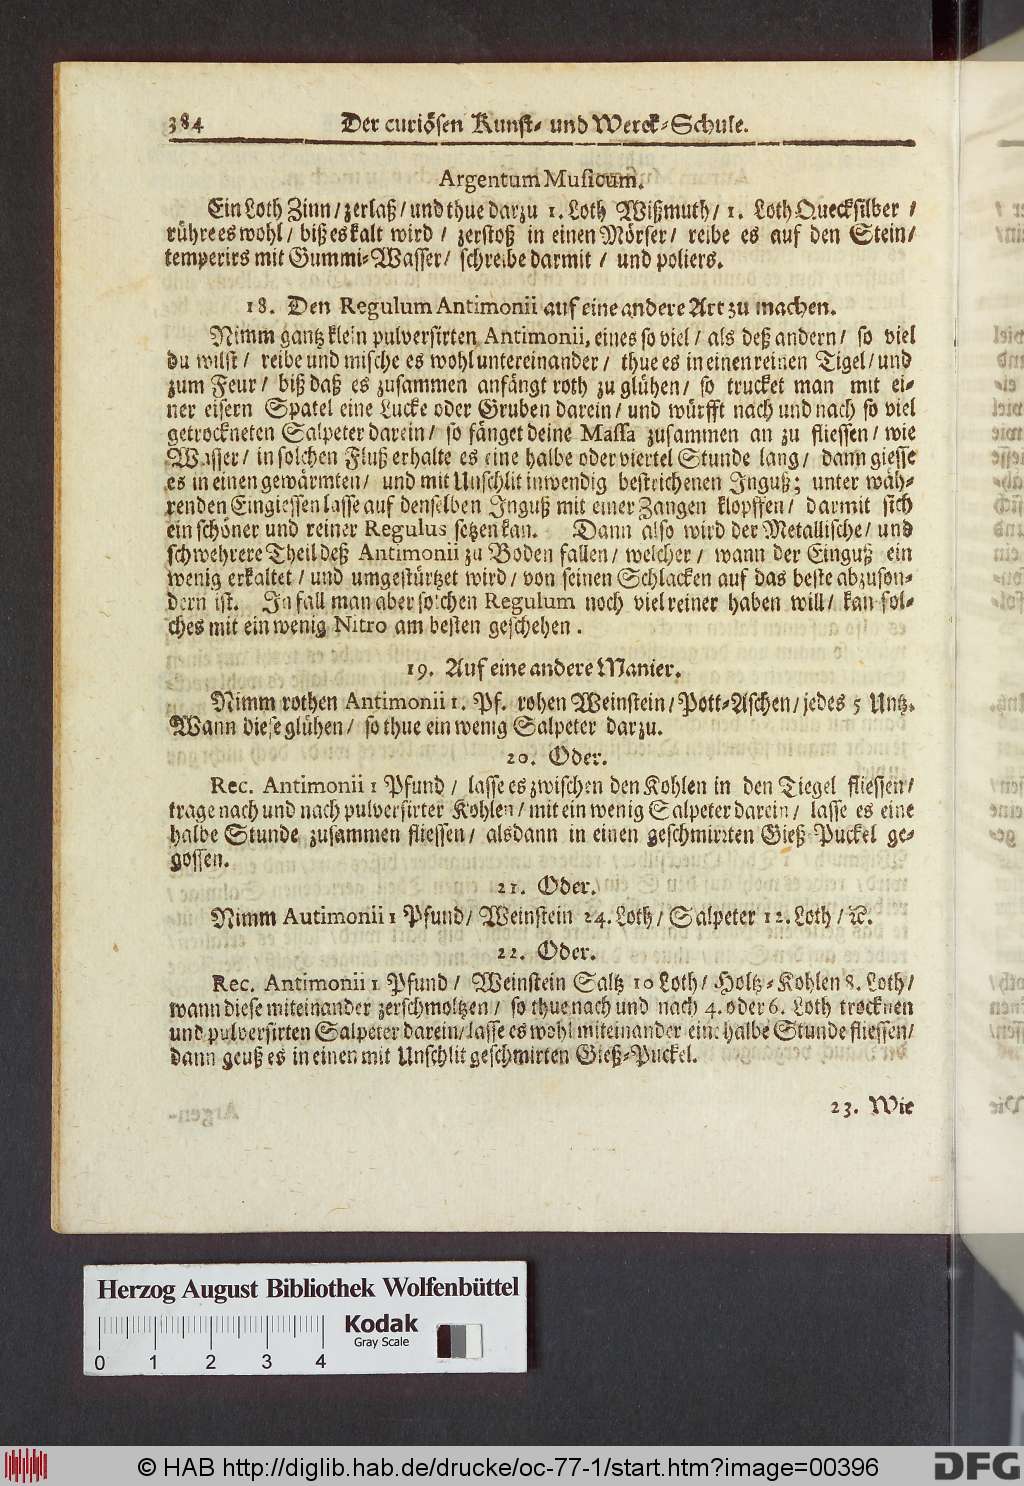 384 Der curiösen Kunst- und Werck-Schule.
Argentum Musicum.
Ein Loth Zinn/ zerlaß/ und thue darzu 1. Loth Wißmuth/ 1. Loth Quecksilber/
rühre es wohl/ biß es kalt wird/ zerstoß in einen Mörser/ reibe es auf den Stein/
temperirs mit Gummi-Wasser/ schreibe darmit/ und poliers.
18. Den Regulum Antimonii auf eine andere Art zu machen.
Nimm gantz klein pulversirten Antimonii, eines so viel/ als deß andern/ so viel
du wilst/ reibe und mische es wohl untereinander/ thue es in einen reinen Tigel/ und
zum Feur/ biß daß es zusammen anfängt roth zu glühen/ so trucket man mit ei-
ner eisern Spatel eine Lucke oder Gruben darein/ und würfft nach und nach so viel
getrockneten Salpeter darein/ so fänget deine Massa zusammen an zu fliessen/ wie
Wasser/ in solchen Fluß erhalte es eine halbe oder viertel Stunde lang/ dann giesse
es in einen gewärmten/ und mit Unschlit inwendig bestrichenen Inguß; unter wäh-
renden Eingiessen lasse auf denselben Inguß mit einer Zangen klopffen/ darmit sich
ein schöner und reiner Regulus setzen kan. Dann also wird der Metallische/ und
schwehrere Theil deß Antimonii zu Boden fallen/ welcher/ wann der Einguß ein
wenig erkaltet/ und umgestürtzet wird/ von seinen Schlacken auf das beste abzuson-
dern ist. In fall man aber solchen Regulum noch viel reiner haben will/ kan sol-
ches mit ein wenig Nitro am besten geschehen.
19. Auf eine andere Manier.
Nimm rothen Antimonii 1. Pf. rohen Weinstein/ Pott-Aschen/ jedes 5 Untz.
Wann diese glühen/ so thue ein wenig Salpeter darzu.
20. Oder.
Rec. Antimonii 1 Pfund/ lasse es zwischen den Kohlen in den Tiegel fliessen/
trage nach und nach pulversirter Kohlen/ mit ein wenig Salpeter darein/ lasse es eine
halbe Stunde zusammen fliessen/ alsdann in einen geschmirten Gieß-Puckel ge-
gossen.
21. Oder.
Nimm Autimonii 1 Pfund/ Weinstein 24. Loth/ Salpeter 12. Loth/ ꝛc.
22. Oder.
Rec. Antimonii 1 Pfund/ Weinstein Saltz 10 Loth/ Holtz-Kohlen 8. Loth/
wann diese miteinander zerschmoltzen/ so thue nach und nach 4. oder 6. Loth trocknen
und pulversirten Salpeter darein/ lasse es wohl miteinander eine halbe Stunde fliessen/
dann geuß es in einen mit Unschlit geschmirten Gieß-Puckel.
23. Wie
Herzog August Bibliothek Wolfenbüttel
Kodak
Gray Scale
0 1 2 3 4
© HAB http://diglib.hab.de/drucke/oc-77-1/start.htm?image=00396
DFG